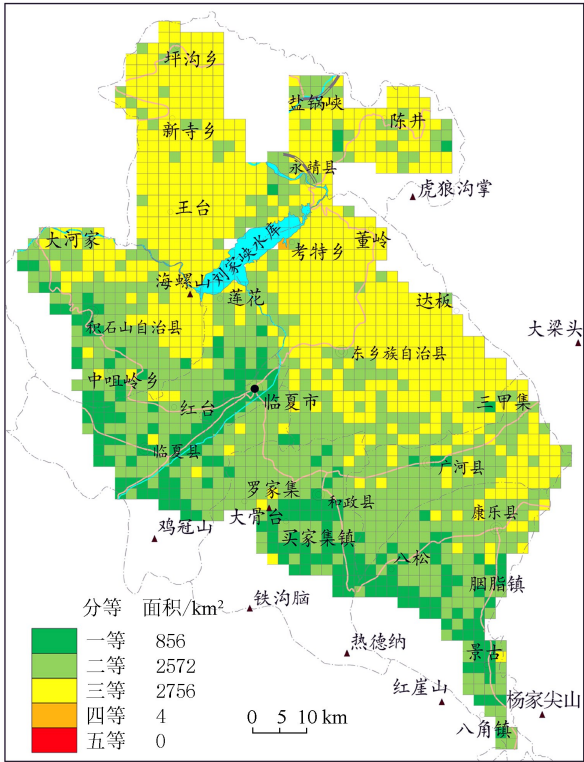 坪沟乡
盐锅峡
陈井
新寺乡
永靖县
虎狼沟掌
王台
大河家
刘家峡水库
考特乡
董岭
海螺山
莲花
达板
积石山自治县
大梁头
东乡族自治县
中咀岭乡
红台
临夏市
三甲集
临夏县
广河县
罗家集
和政县
大骨台
康乐县
鸡冠山
买家集镇
八松
胭脂镇
铁沟脑
热德纳
景古
红崖山
杨家尖山
八角镇
分等 面积/km²
一等 856
二等 2572
三等 2756
四等 4
五等 0
0 5 10 km